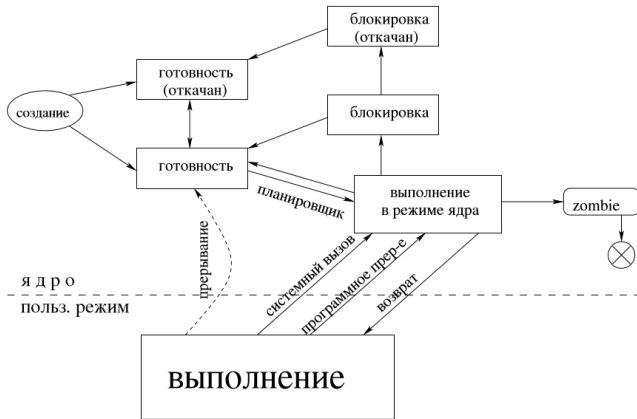 блокировка
(откачан)
готовность
(откачан)
создание
блокировка
готовность
планировщик
выполнение
в режиме ядра
zombie
прерывание
системный вызов
программное прер-е
возврат
ядро
польз. режим
выполнение